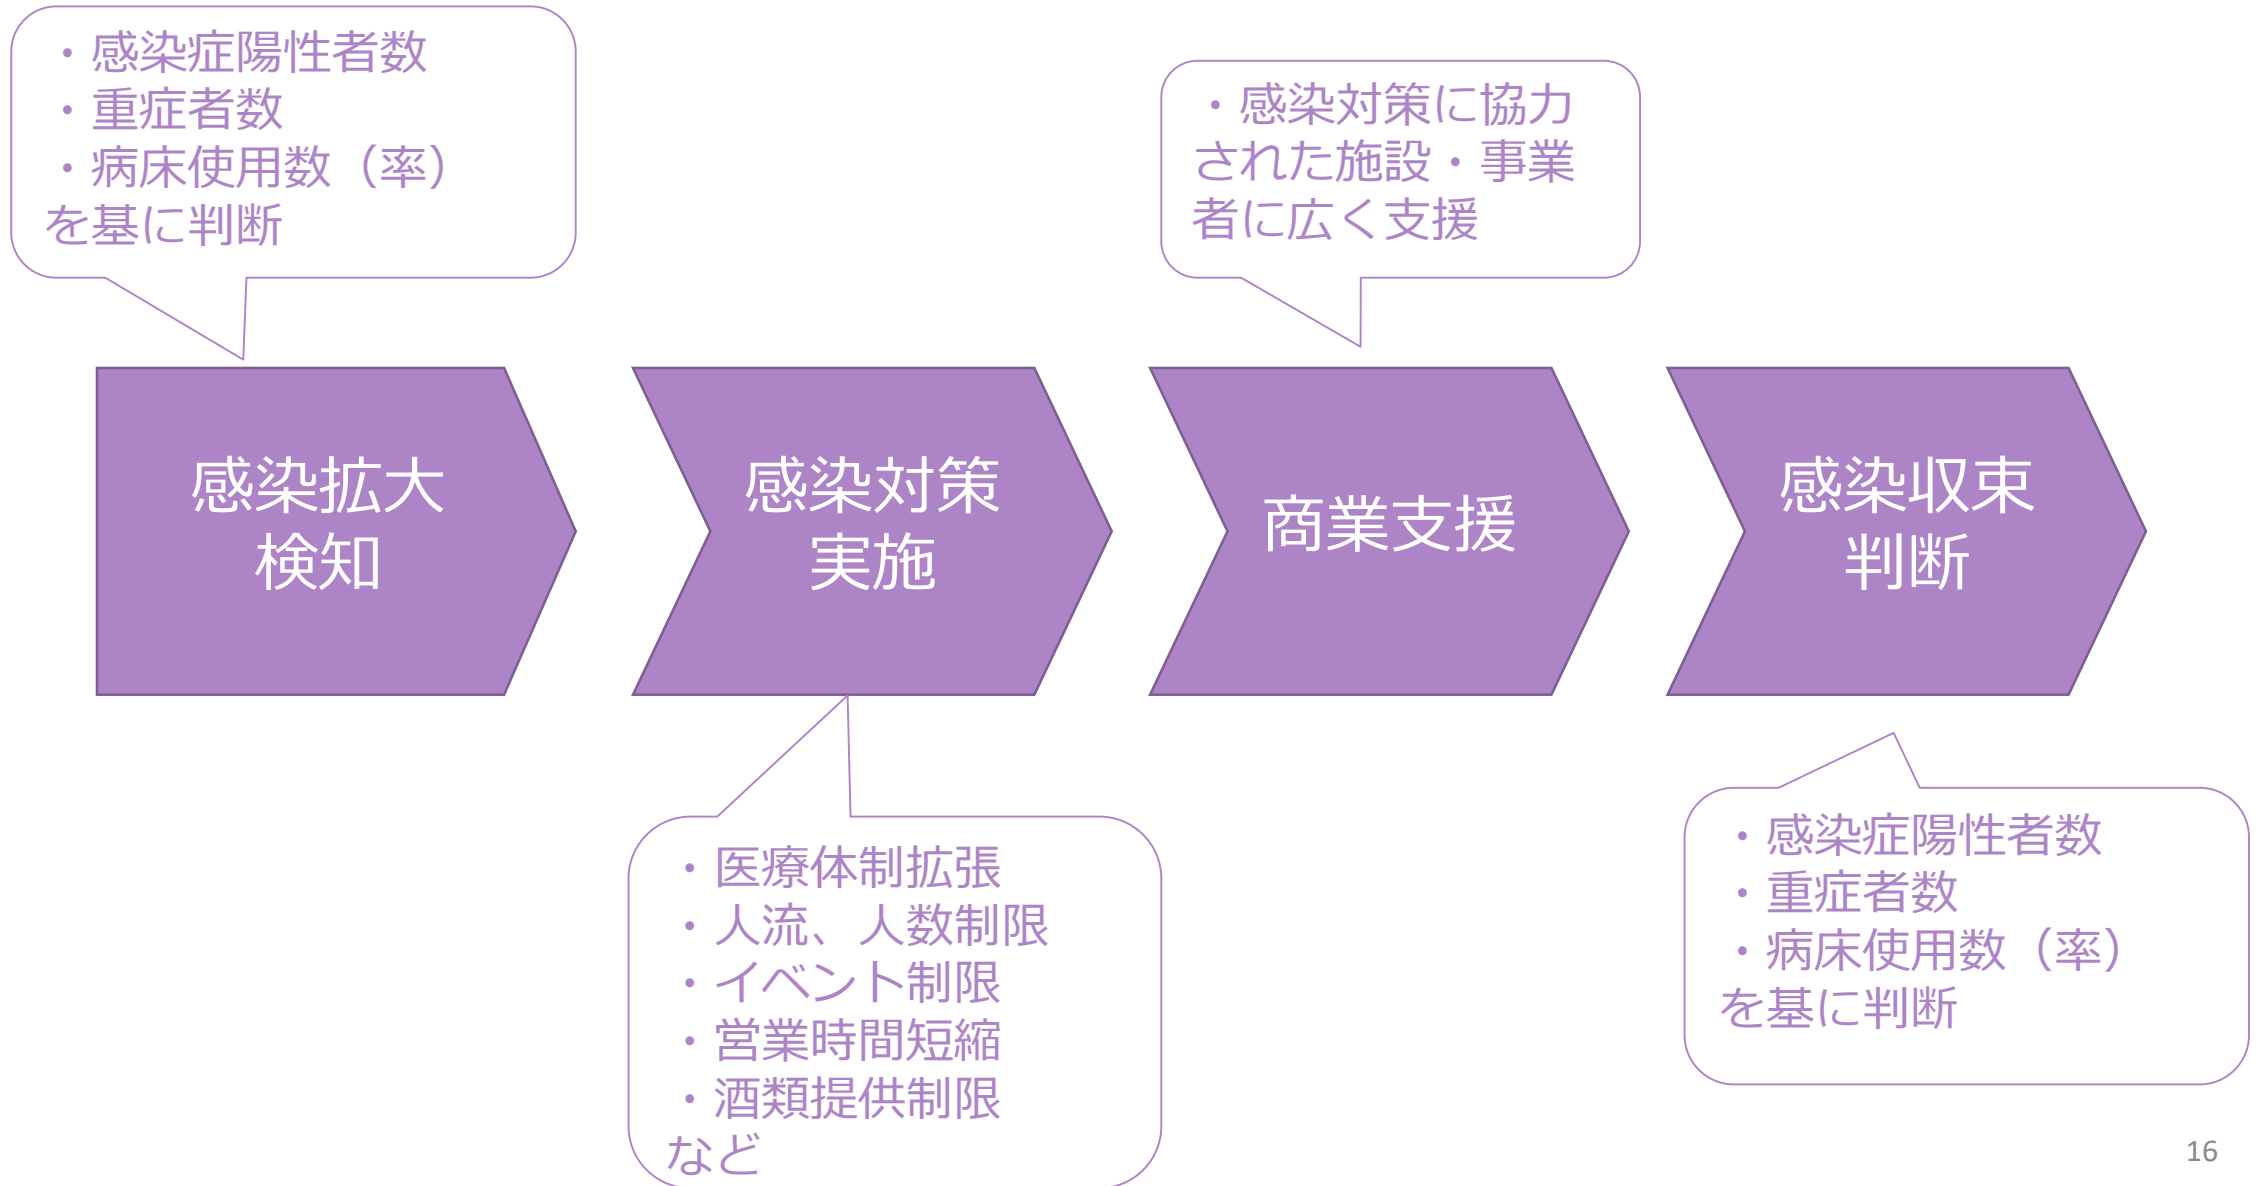 ・感染症陽性者数
・重症者数
・病床使用数（率）
を基に判断
・感染対策に協力
された施設・事業
者に広く支援
感染拡大
検知
感染対策
実施
商業支援
感染収束
判断
・医療体制拡張
・人流、人数制限
・イベント制限
・営業時間短縮
・酒類提供制限
など
・感染症陽性者数
・重症者数
・病床使用数（率）
を基に判断
16